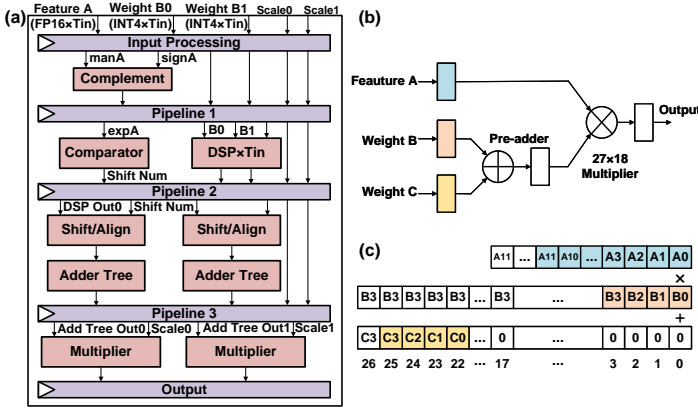 (a)
Feature A Weight B0 Weight B1 Scale0 Scale1
(FP16×Tin) (INT4×Tin) (INT4×Tin)
Input Processing
manA signA
Complement
Pipeline 1
expA B0 B1
Comparator DSP×Tin
Shift Num
Pipeline 2
DSP Out0 Shift Num
Shift/Align Shift/Align
Adder Tree Adder Tree
Pipeline 3
Add Tree Out0 Scale0 Add Tree Out1 Scale1
Multiplier Multiplier
Output
(b)
Feauture A
Weight B
Weight C
Pre-adder
27×18
Multiplier
Output
(c)
A11 ... A11 A10 ... A3 A2 A1 A0
×
B3 B3 B3 B3 B3 ... B3 ... B3 B2 B1 B0
+
C3 C3 C2 C1 C0 ... 0 ... 0 0 0 0
26 25 24 23 22 ... 17 ... 3 2 1 0